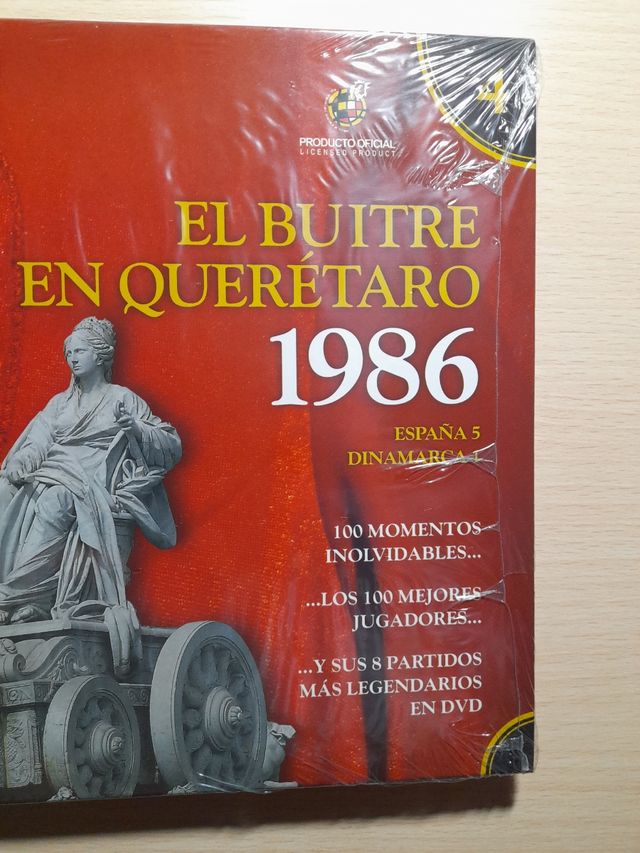 4
PRODUCTO OFICIAL
LICENSED PRODUCT
EL BUITRE
EN QUERÉTARO
1986
ESPAÑA 5
DINAMARCA 1
100 MOMENTOS
INOLVIDABLES...
...LOS 100 MEJORES
JUGADORES...
...Y SUS 8 PARTIDOS
MÁS LEGENDARIOS
EN DVD